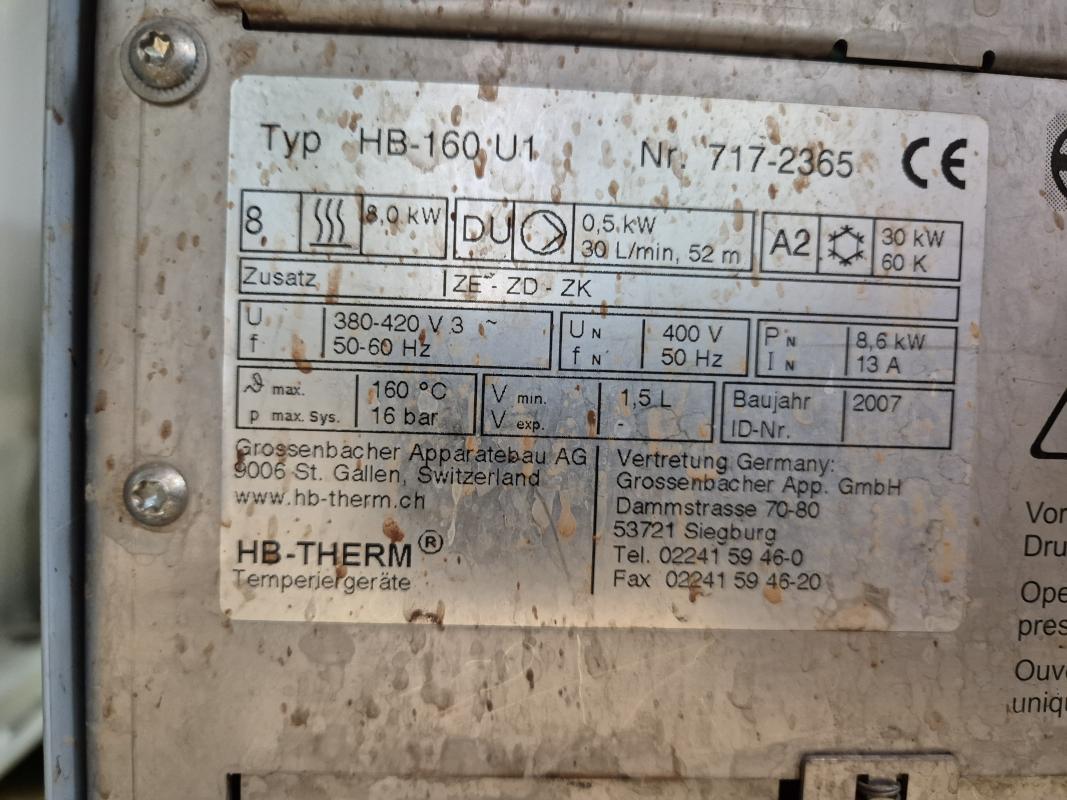 Typ HB-160 U1 Nr. 717-2365 CE
8 8,0 kW DU 0,5 kW
30 L/min, 52 m A2 30 kW
60 K
Zusatz ZE - ZD - ZK
U 380-420 V 3 ~ U N 400 V P N 8,6 kW
f 50-60 Hz f N 50 Hz I N 13 A
ϑ max. 160 °C V min. 1,5 L Baujahr 2007
p max. Sys. 16 bar V exp. - ID-Nr.
Grossenbacher Apparatebau AG
9006 St. Gallen, Switzerland
www.hb-therm.ch
HB-THERM®
Temperiergeräte
Vertretung Germany:
Grossenbacher App. GmbH
Dammstrasse 70-80
53721 Siegburg
Tel. 02241 59 46-0
Fax 02241 59 46-20
Vor
Dru
Ope
pres
Ouv
uniq